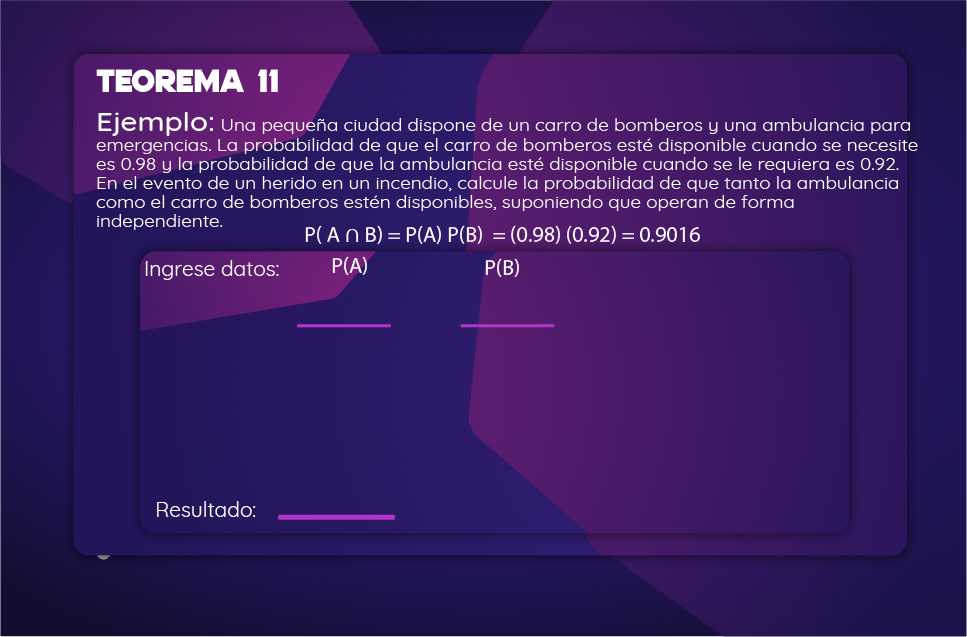 TEOREMA 11
Ejemplo: Una pequeña ciudad dispone de un carro de bomberos y una ambulancia para
emergencias. La probabilidad de que el carro de bomberos esté disponible cuando se necesite
es 0.98 y la probabilidad de que la ambulancia esté disponible cuando se le requiera es 0.92.
En el evento de un herido en un incendio, calcule la probabilidad de que tanto la ambulancia
como el carro de bomberos estén disponibles, suponiendo que operan de forma
independiente.
P( A ∩ B) = P(A) P(B)  = (0.98) (0.92) = 0.9016
Ingrese datos: P(A) P(B)
Resultado: